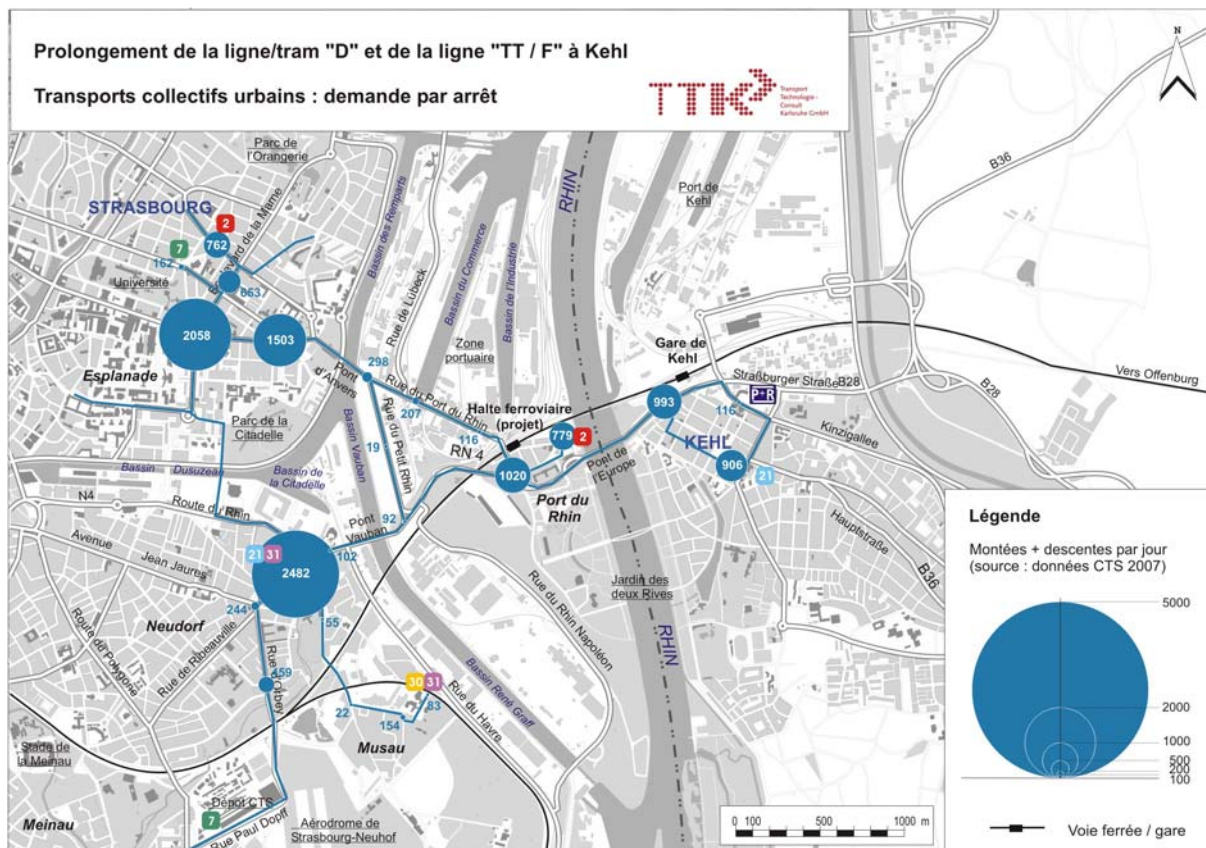 Prolongement de la ligne/tram "D" et de la ligne "TT / F" à Kehl
Transports collectifs urbains : demande par arrêt
TTK
Transport
Technologie -
Consult
Karlsruhe GmbH
N
B36
Parc de
l'Orangerie
STRASBOURG
2
Boulevard de la Marne
7
762
162
Université
663
Bassin des Remparts
Rue de Lübeck
Bassin du Commerce
Bassin de l'Industrie
RHIN
Port de
Kehl
2058
1503
Esplanade
Pont
d'Anvers
298
Zone
portuaire
Rue du Port du Rhin
207
Gare de
Kehl
Straßburger Straße
B28
B28
Vers Offenburg
P+R
993
116
Kinzigallee
Parc de la
Citadelle
Bassin Vauban
Rue du Petit Rhin
19
116
Halte ferroviaire
(projet)
RN 4
779
2
KEHL
906
21
Pont de
l'Europe
Bassin
Dusuzeau
Bassin de
la Citadelle
1020
Port du
Rhin
N4
Route du Rhin
92
Pont
Vauban
102
Hauptstraße
B36
Avenue
Jean Jaures
21
31
2482
244
Neudorf
55
Jardin des
deux Rives
Rue du Rhin Napoléon
RHIN
Route du Polygone
Rue de Ribeauville
Rue d'Orbey
459
30
31
83
22
154
Musau
Rue du Havre
Bassin René Graff
Stade de
la Meinau
Dépôt CTS
7
Meinau
Rue Paul Dopff
Aérodrome de
Strasbourg-Neuhof
0 100 500 1000 m
Légende
Montées + descentes par jour
(source : données CTS 2007)
5000
2000
1000
500
200
100
Voie ferrée / gare